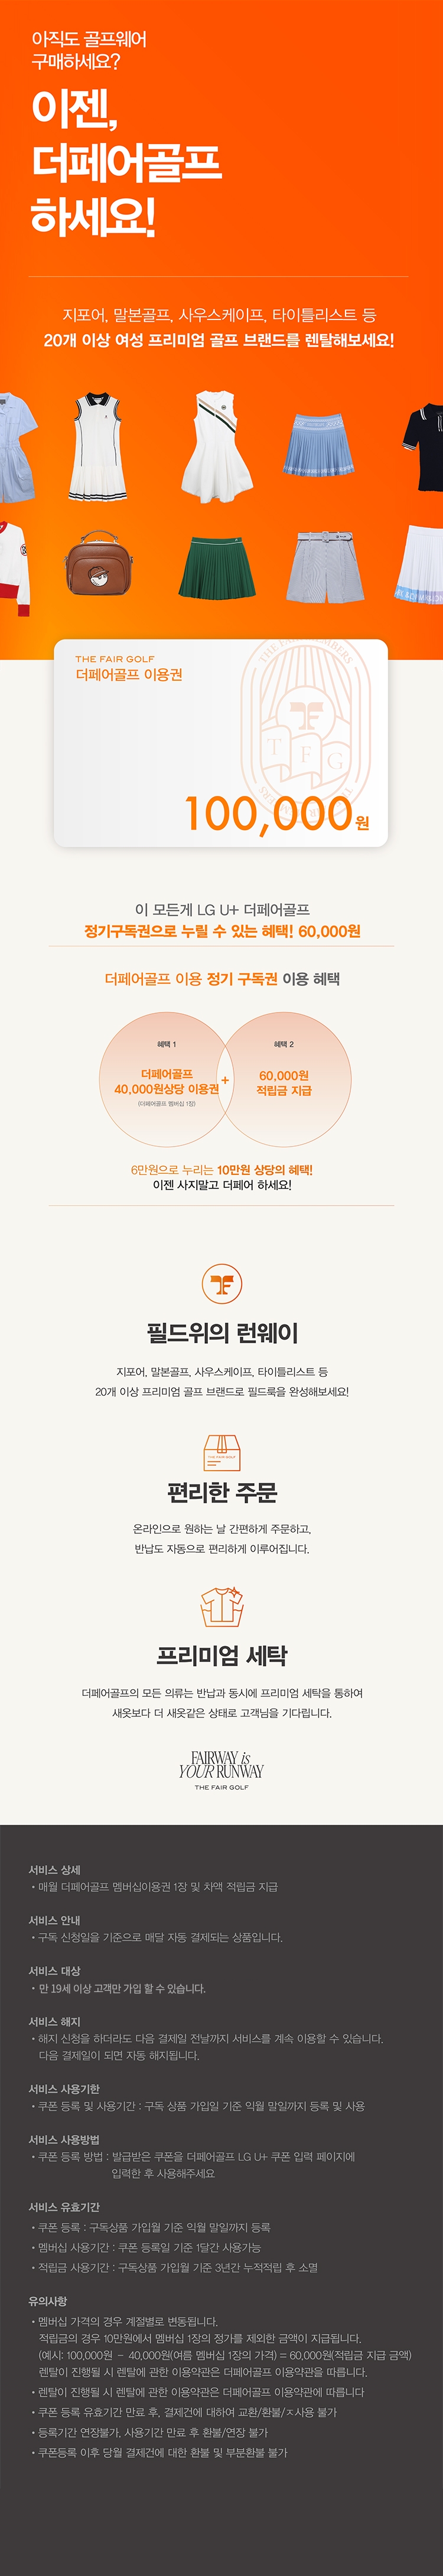 아직도 골프웨어
구매하세요?
이젠,
더페어골프
하세요!
지포어, 말본골프, 사우스케이프, 타이틀리스트 등
20개 이상 여성 프리미엄 골프 브랜드를 렌탈해보세요!
THE FAIR GOLF
더페어골프 이용권
TFG
100,000원
이 모든게 LG U+ 더페어골프
정기구독권으로 누릴 수 있는 혜택! 60,000원
더페어골프 이용 정기 구독권 이용 혜택
혜택 1
더페어골프
40,000원상당 이용권
(더페어골프 멤버십 1장)
+
혜택 2
60,000원
적립금 지급
6만원으로 누리는 10만원 상당의 혜택!
이젠 사지말고 더페어 하세요!
필드위의 런웨이
지포어, 말본골프, 사우스케이프, 타이틀리스트 등
20개 이상 프리미엄 골프 브랜드로 필드룩을 완성해보세요!
THE FAIR GOLF
편리한 주문
온라인으로 원하는 날 간편하게 주문하고,
반납도 자동으로 편리하게 이루어집니다.
프리미엄 세탁
더페어골프의 모든 의류는 반납과 동시에 프리미엄 세탁을 통하여
새옷보다 더 새옷같은 상태로 고객님을 기다립니다.
FAIRWAY is
YOUR RUNWAY
THE FAIR GOLF
서비스 상세
• 매월 더페어골프 멤버십이용권 1장 및 차액 적립금 지급
서비스 안내
• 구독 신청일을 기준으로 매달 자동 결제되는 상품입니다.
서비스 대상
• 만 19세 이상 고객만 가입 할 수 있습니다.
서비스 해지
• 해지 신청을 하더라도 다음 결제일 전날까지 서비스를 계속 이용할 수 있습니다.
다음 결제일이 되면 자동 해지됩니다.
서비스 사용기한
• 쿠폰 등록 및 사용기간 : 구독 상품 가입일 기준 익월 말일까지 등록 및 사용
서비스 사용방법
• 쿠폰 등록 방법 : 발급받은 쿠폰을 더페어골프 LG U+ 쿠폰 입력 페이지에
입력한 후 사용해주세요
서비스 유효기간
• 쿠폰 등록 : 구독상품 가입월 기준 익월 말일까지 등록
• 멤버십 사용기간 : 쿠폰 등록일 기준 1달간 사용가능
• 적립금 사용기간 : 구독상품 가입월 기준 3년간 누적적립 후 소멸
유의사항
• 멤버십 가격의 경우 계절별로 변동됩니다.
적립금의 경우 10만원에서 멤버십 1장의 정가를 제외한 금액이 지급됩니다.
(예시: 100,000원 - 40,000원(여름 멤버십 1장의 가격) = 60,000원(적립금 지급 금액)
렌탈이 진행될 시 렌탈에 관한 이용약관은 더페어골프 이용약관을 따릅니다.
• 렌탈이 진행될 시 렌탈에 관한 이용약관은 더페어골프 이용약관에 따릅니다
• 쿠폰 등록 유효기간 만료 후, 결제건에 대하여 교환/환불/ㅈ사용 불가
• 등록기간 연장불가, 사용기간 만료 후 환불/연장 불가
• 쿠폰등록 이후 당월 결제건에 대한 환불 및 부분환불 불가